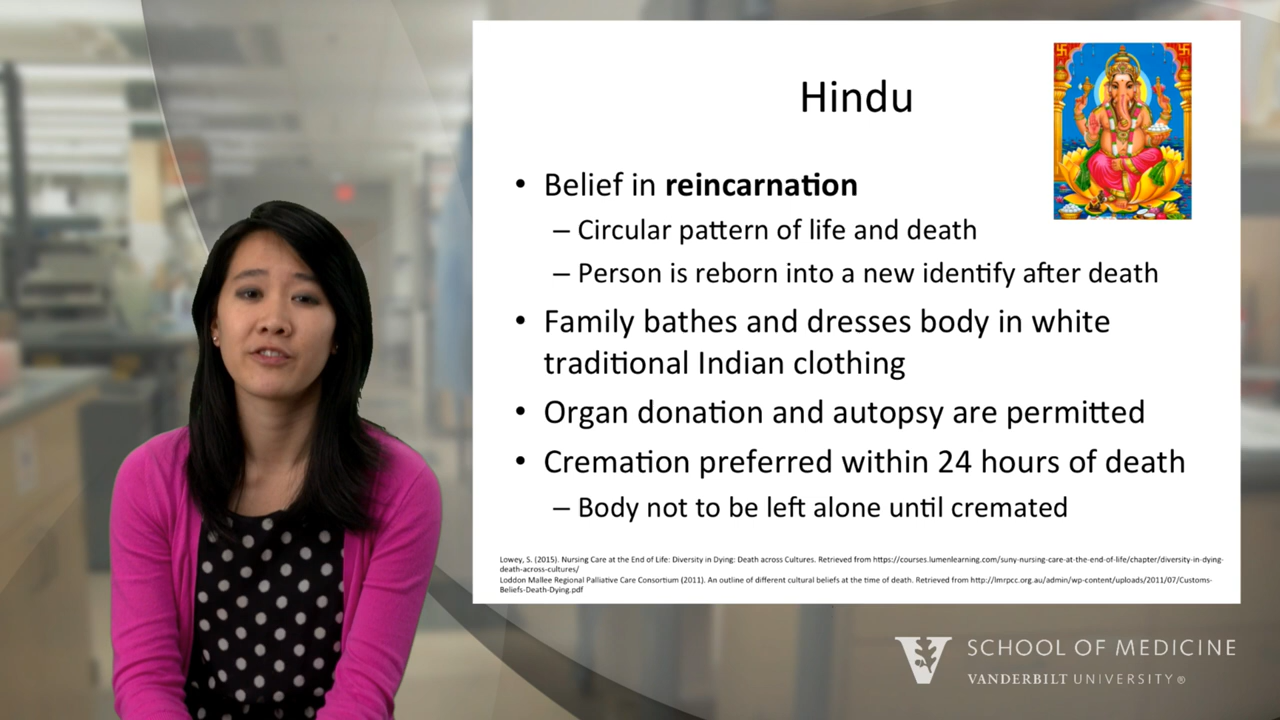 Hindu
• Belief in reincarnation
– Circular pattern of life and death
– Person is reborn into a new identify after death
• Family bathes and dresses body in white
traditional Indian clothing
• Organ donation and autopsy are permitted
• Cremation preferred within 24 hours of death
– Body not to be left alone until cremated
Lowey, S. (2015). Nursing Care at the End of Life: Diversity in Dying: Death across Cultures. Retrieved from https://courses.lumenlearning.com/suny-nursing-care-at-the-end-of-life/chapter/diversity-in-dying-
death-across-cultures/
Loddon Mallee Regional Palliative Care Consortium (2011). An outline of different cultural beliefs at the time of death. Retrieved from http://lmrpcc.org.au/admin/wp-content/uploads/2011/07/Customs-
Beliefs-Death-Dying.pdf
V SCHOOL OF MEDICINE
VANDERBILT UNIVERSITY®